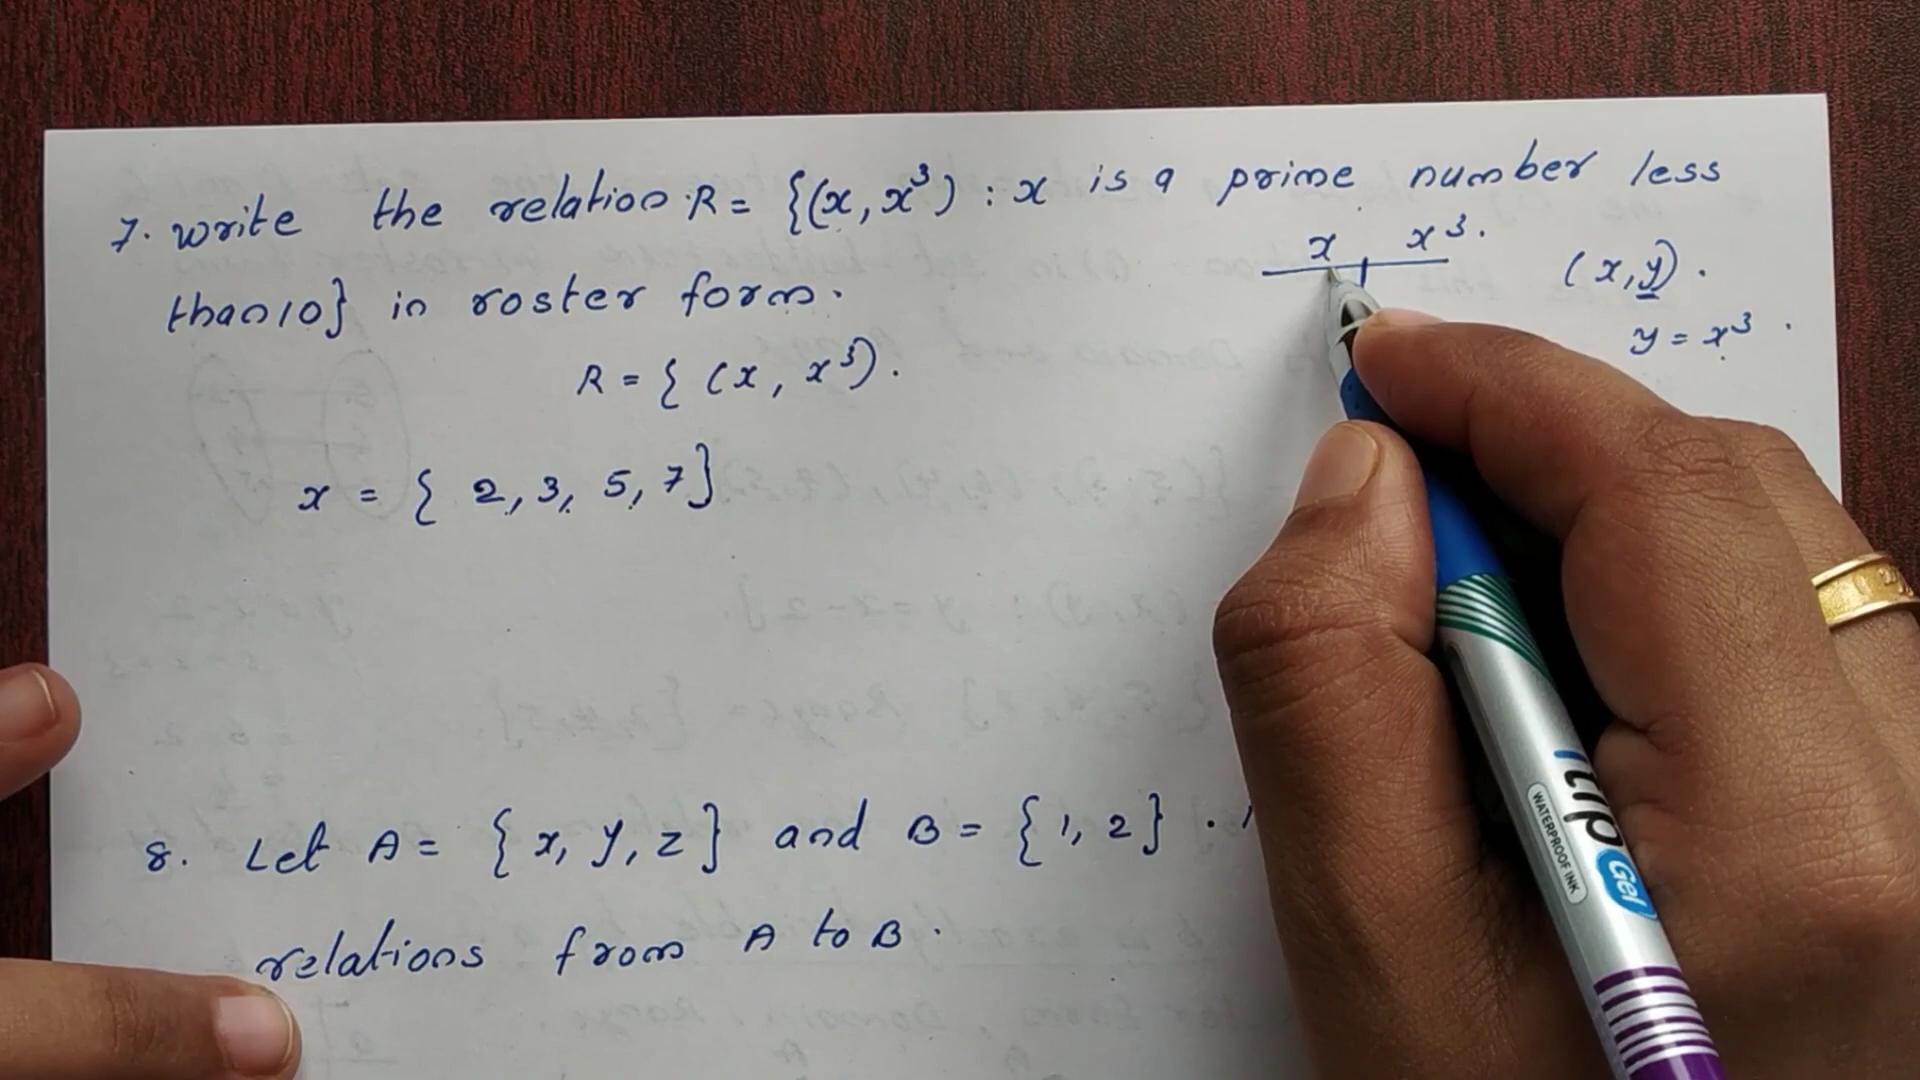 7. Write the relation R = {(x, x³) : x is a prime number less
than 10} in roster form.
x x³.
(x, y).
y = x³.
R = { (x, x³).
x = { 2, 3, 5, 7}
8. Let A = {x, y, z} and B = {1, 2} .
relations from A to B.
Gel
WATERPROOF INK